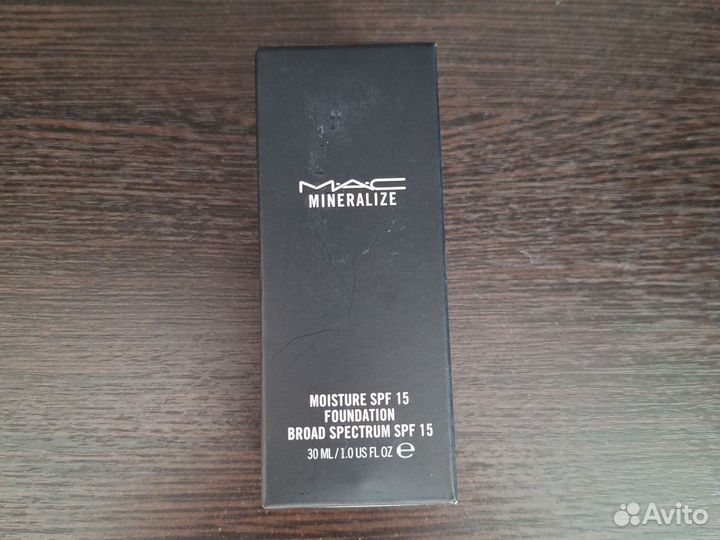 M·A·C
MINERALIZE
MOISTURE SPF 15
FOUNDATION
BROAD SPECTRUM SPF 15
30 ML / 1.0 US FL OZ ℮
Avito